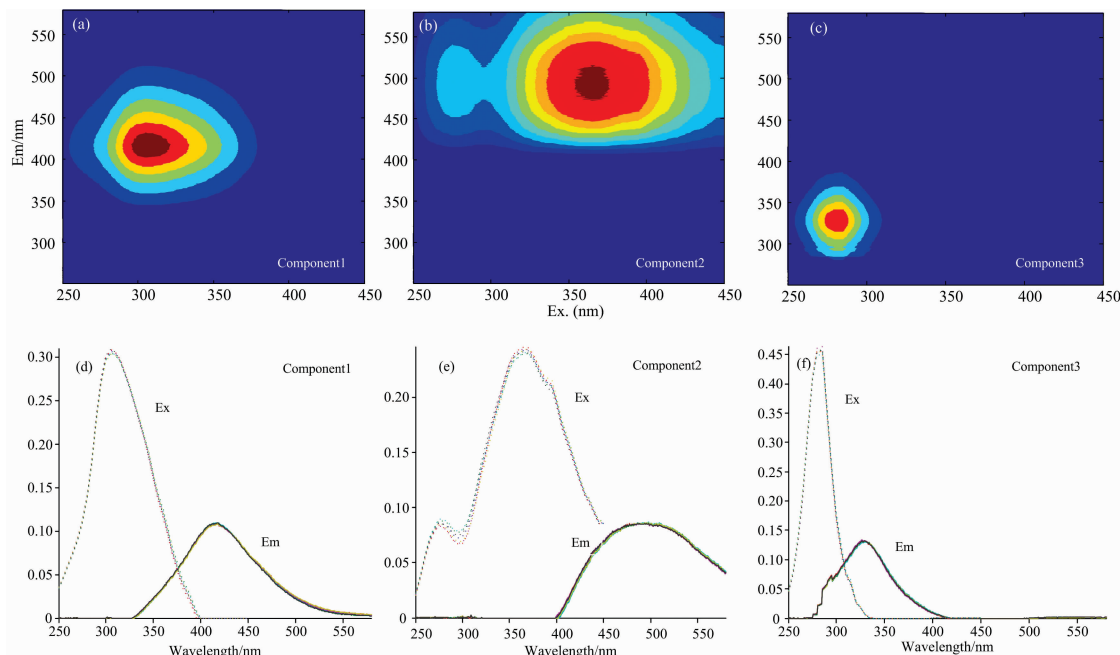 (a)
550
500
450
400
350
300
Em/nm
Component1
250 300 350 400 450
(b)
550
500
450
400
350
300
Component2
250 300 350 400 450
Ex. (nm)
(c)
550
500
450
400
350
300
Component3
250 300 350 400 450
(d)
Component1
0.30
0.25
0.20
0.15
0.10
0.05
0
Ex
Em
250 300 350 400 450 500 550
Wavelength/nm
(e)
Component2
0.20
0.15
0.10
0.05
0
Ex
Em
250 300 350 400 450 500 550
Wavelength/nm
(f)
Component3
0.45
0.40
0.35
0.30
0.25
0.20
0.15
0.10
0.05
0
Ex
Em
250 300 350 400 450 500 550
Wavelength/nm